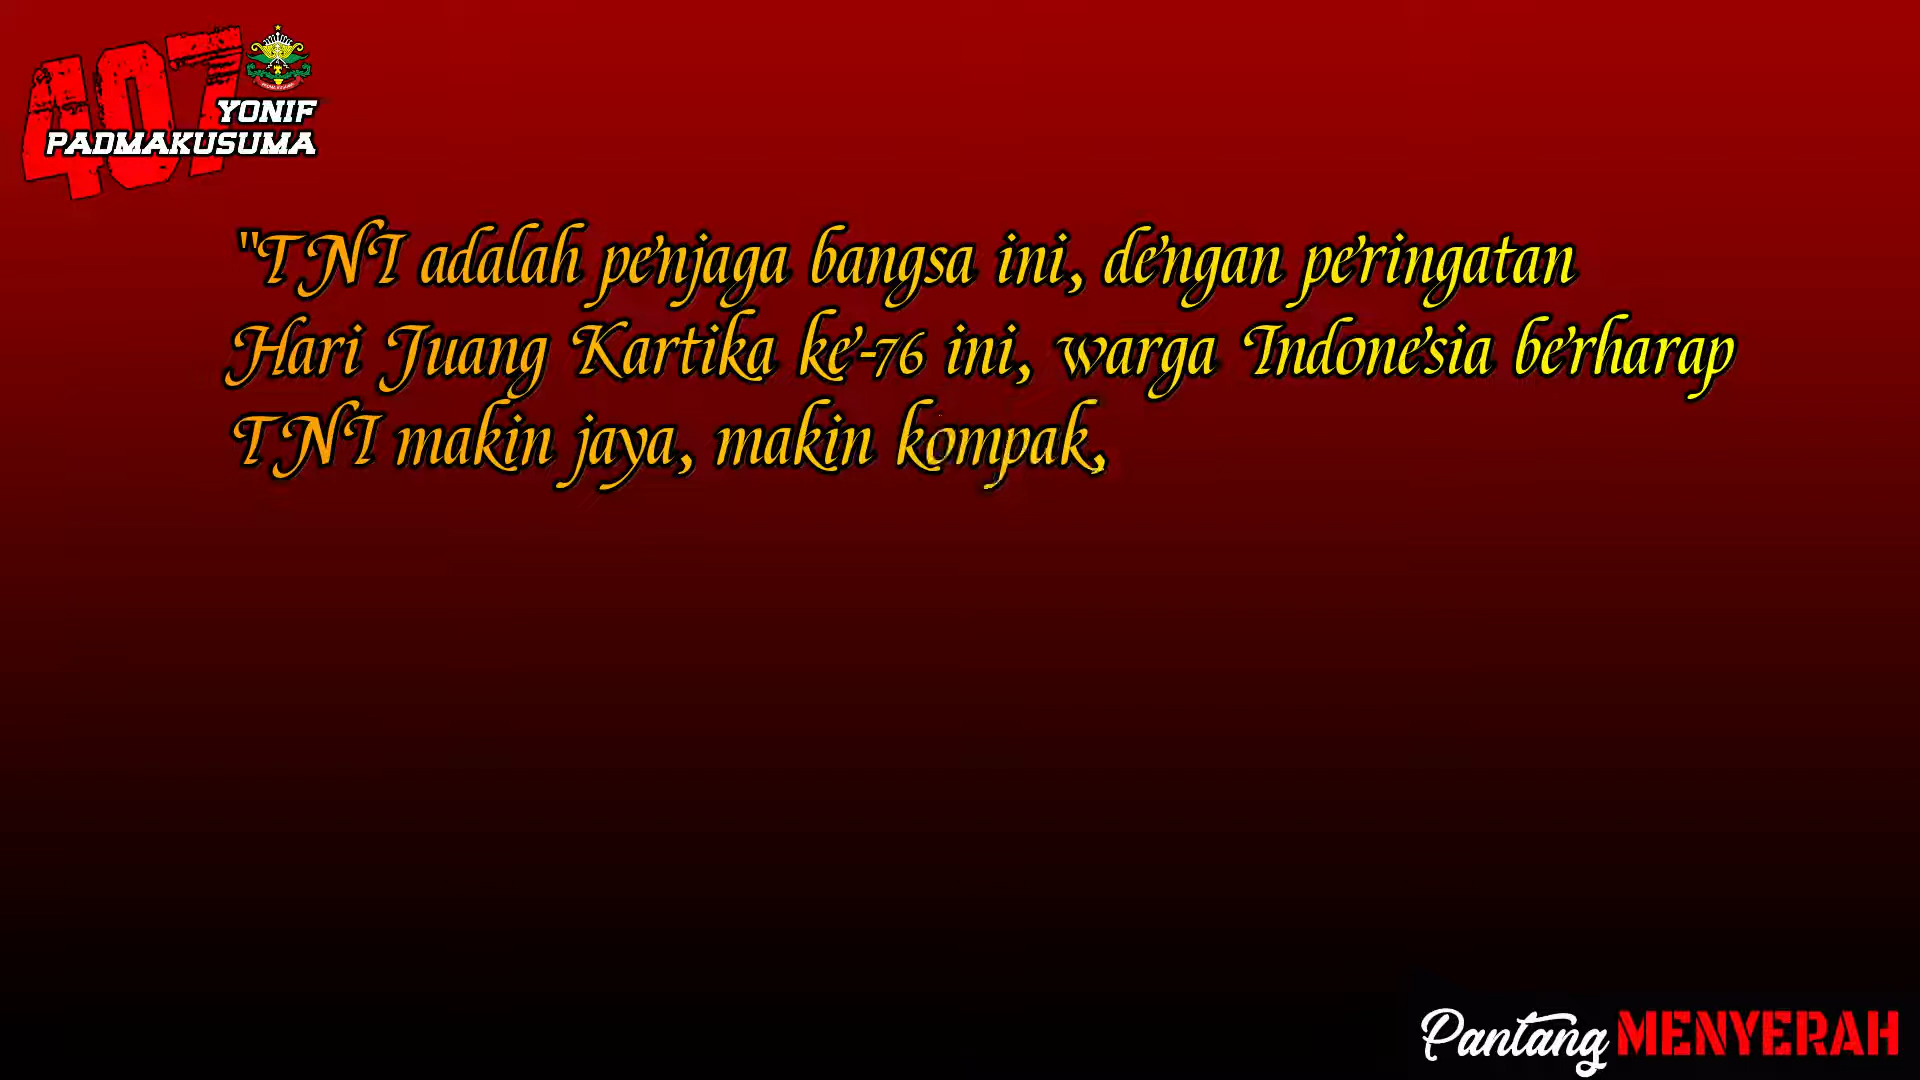 407
YONIF
PADMAKUSUMA
"TNI adalah penjaga bangsa ini, dengan peringatan
Hari Juang Kartika ke-76 ini, warga Indonesia berharap
TNI makin jaya, makin kompak,
Pantang MENYERAH